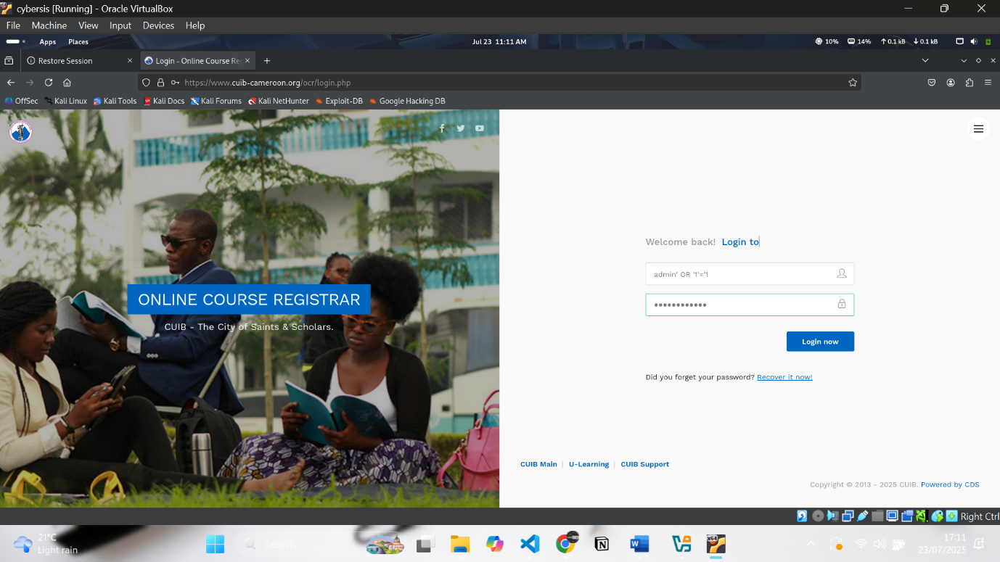 cybersis [Running] - Oracle VirtualBox
File Machine View Input Devices Help
Apps Places Jul 23 11:11 AM 10% 14% 0.1 kB 0.1 kB
Restore Session Login - Online Course Reg
https://www.cuib-cameroon.org/ocr/login.php
OffSec Kali Linux Kali Tools Kali Docs Kali Forums Kali NetHunter Exploit-DB Google Hacking DB
Welcome back! Login to
admin' OR '1'='1
••••••••••••
ONLINE COURSE REGISTRAR
CUIB - The City of Saints & Scholars.
Login now
Did you forget your password? Recover it now!
CUIB Main | U-Learning | CUIB Support
Copyright © 2013 - 2025 CUIB. Powered by CDS
Right Ctrl
21°C
Light rain
Search
17:11
23/07/2025